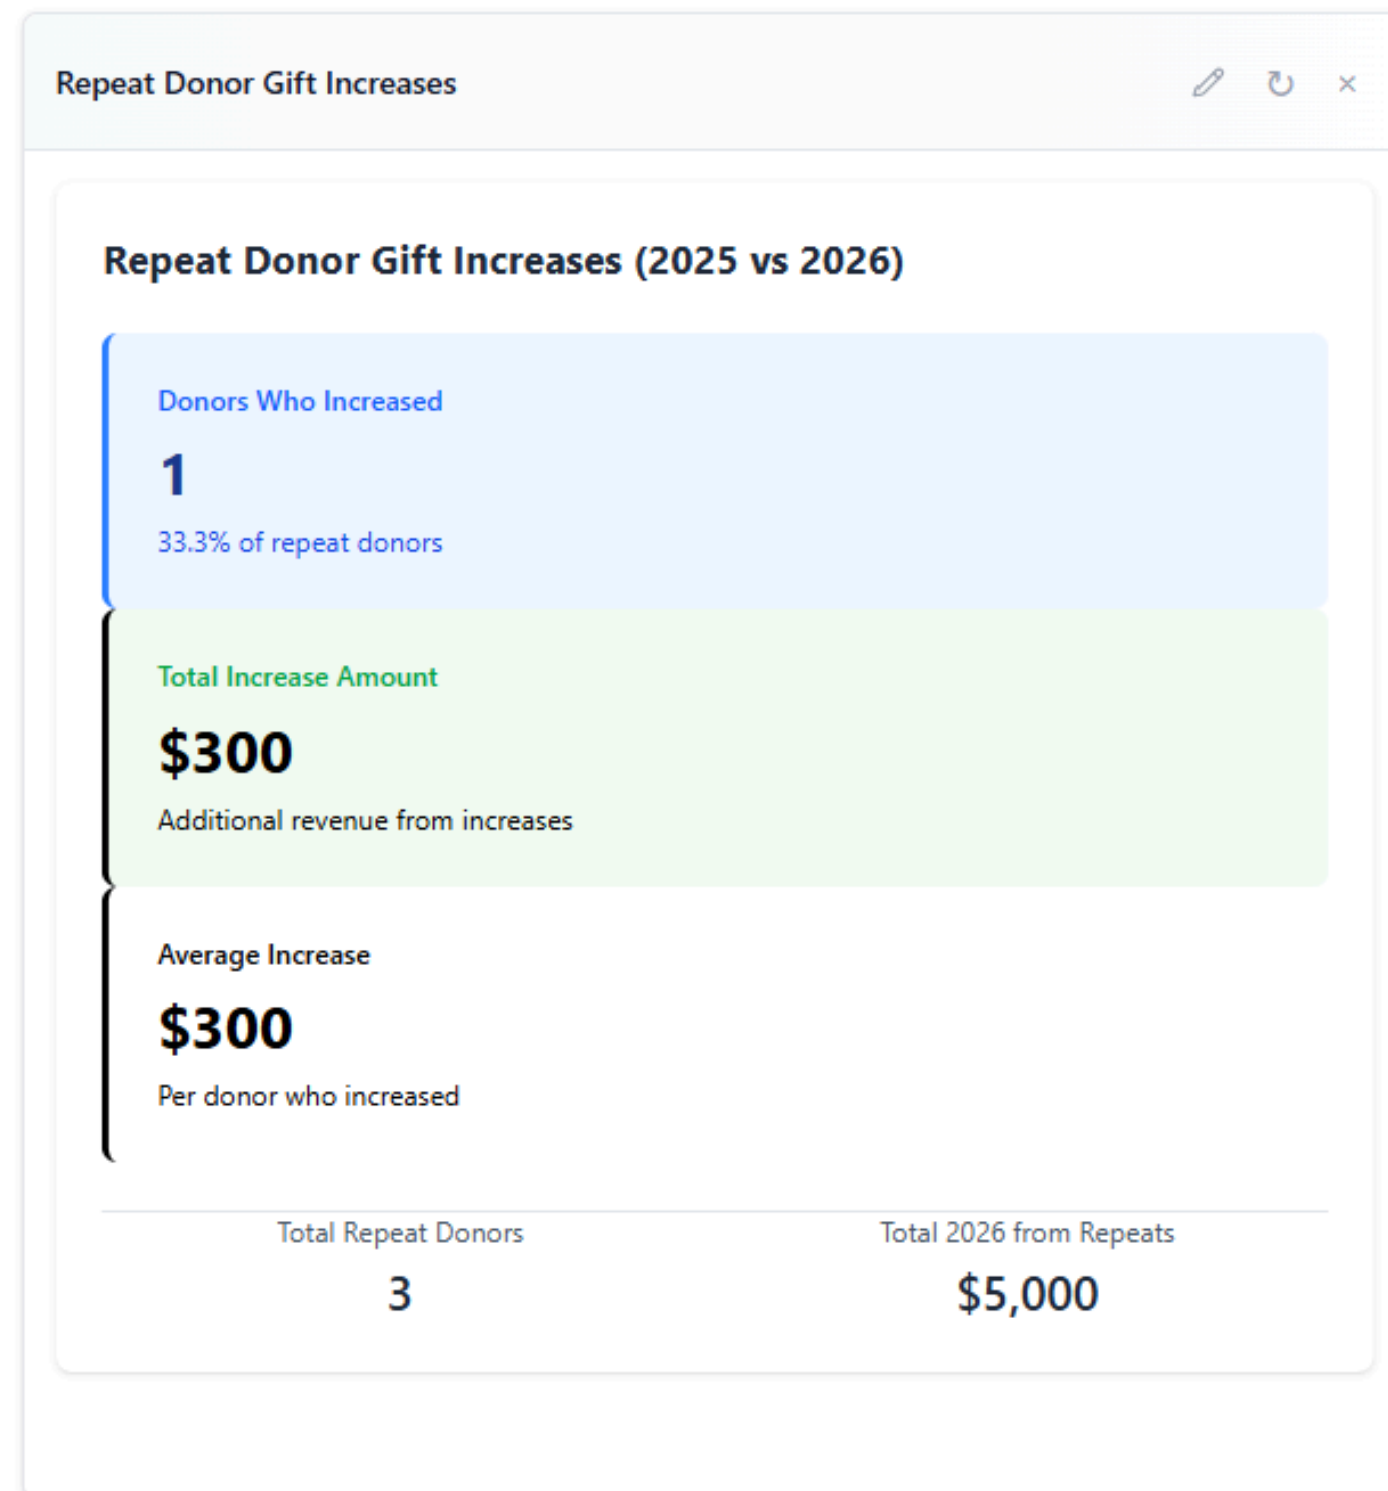 Repeat Donor Gift Increases
Repeat Donor Gift Increases (2025 vs 2026)
Donors Who Increased
1
33.3% of repeat donors
Total Increase Amount
$300
Additional revenue from increases
Average Increase
$300
Per donor who increased
Total Repeat Donors
3
Total 2026 from Repeats
$5,000